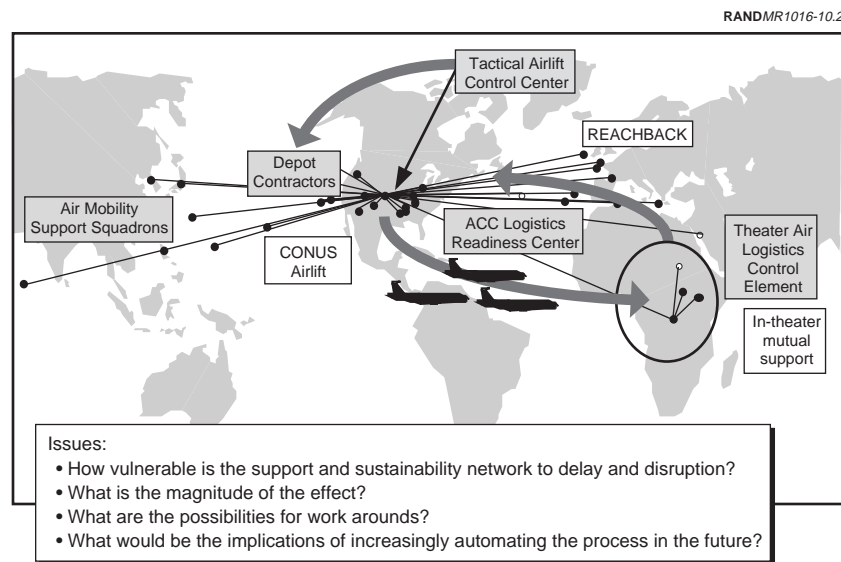 RANDMR1016-10.2
Tactical Airlift
Control Center
REACHBACK
Depot
Contractors
Air Mobility
Support Squadrons
ACC Logistics
Readiness Center
Theater Air
Logistics
Control
Element
CONUS
Airlift
In-theater
mutual
support
Issues:
• How vulnerable is the support and sustainability network to delay and disruption?
• What is the magnitude of the effect?
• What are the possibilities for work arounds?
• What would be the implications of increasingly automating the process in the future?